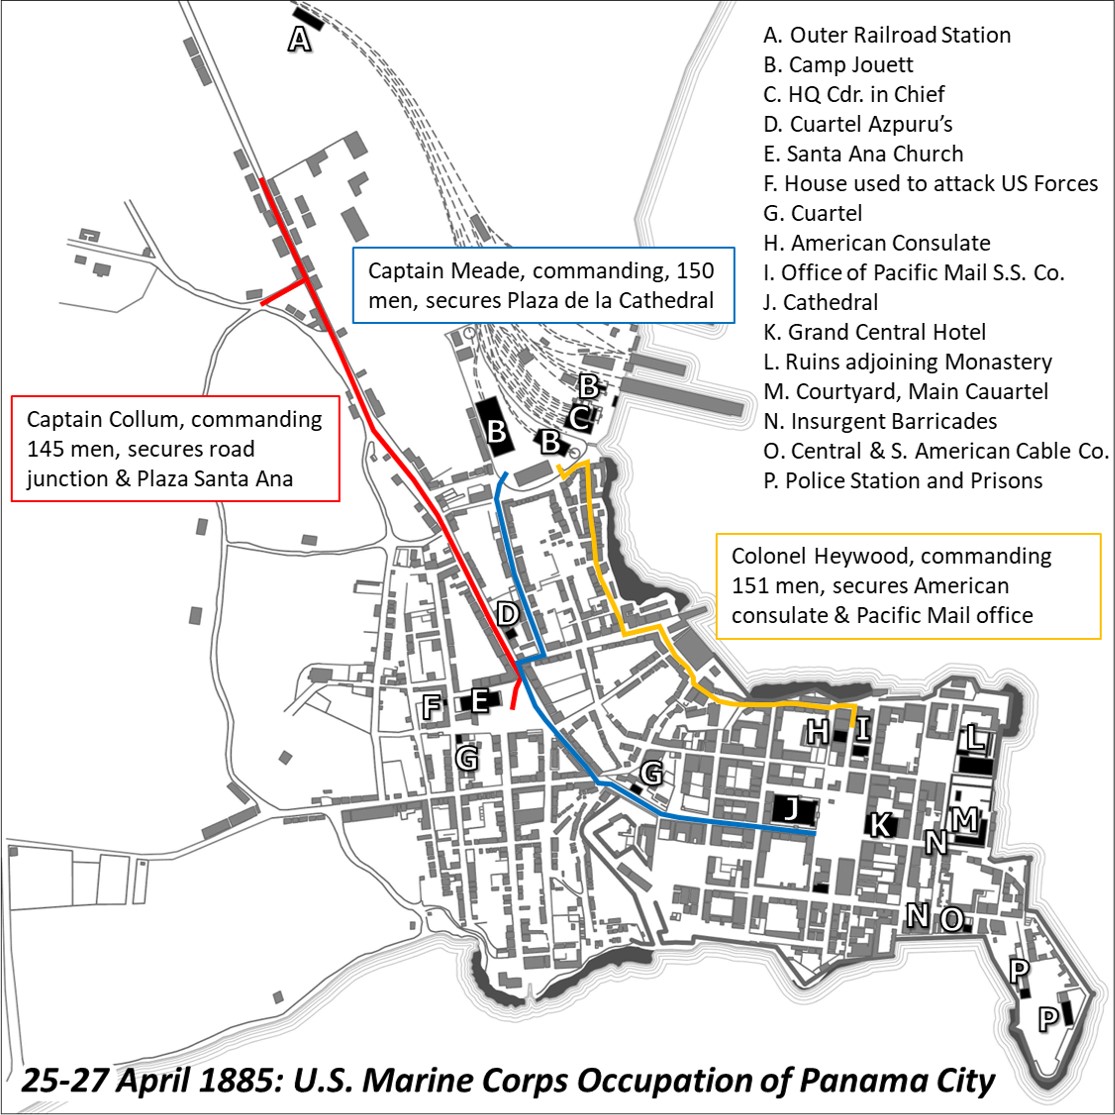 A
A. Outer Railroad Station
B. Camp Jouett
C. HQ Cdr. in Chief
D. Cuartel Azpuru’s
E. Santa Ana Church
F. House used to attack US Forces
G. Cuartel
H. American Consulate
I. Office of Pacific Mail S.S. Co.
J. Cathedral
K. Grand Central Hotel
L. Ruins adjoining Monastery
M. Courtyard, Main Cauartel
N. Insurgent Barricades
O. Central & S. American Cable Co.
P. Police Station and Prisons
Captain Meade, commanding, 150
men, secures Plaza de la Cathedral
Captain Collum, commanding
145 men, secures road
junction & Plaza Santa Ana
B
C
B
B
Colonel Heywood, commanding
151 men, secures American
consulate & Pacific Mail office
D
F
E
G
G
H
I
L
J
K
M
N
N
O
P
P
25-27 April 1885: U.S. Marine Corps Occupation of Panama City